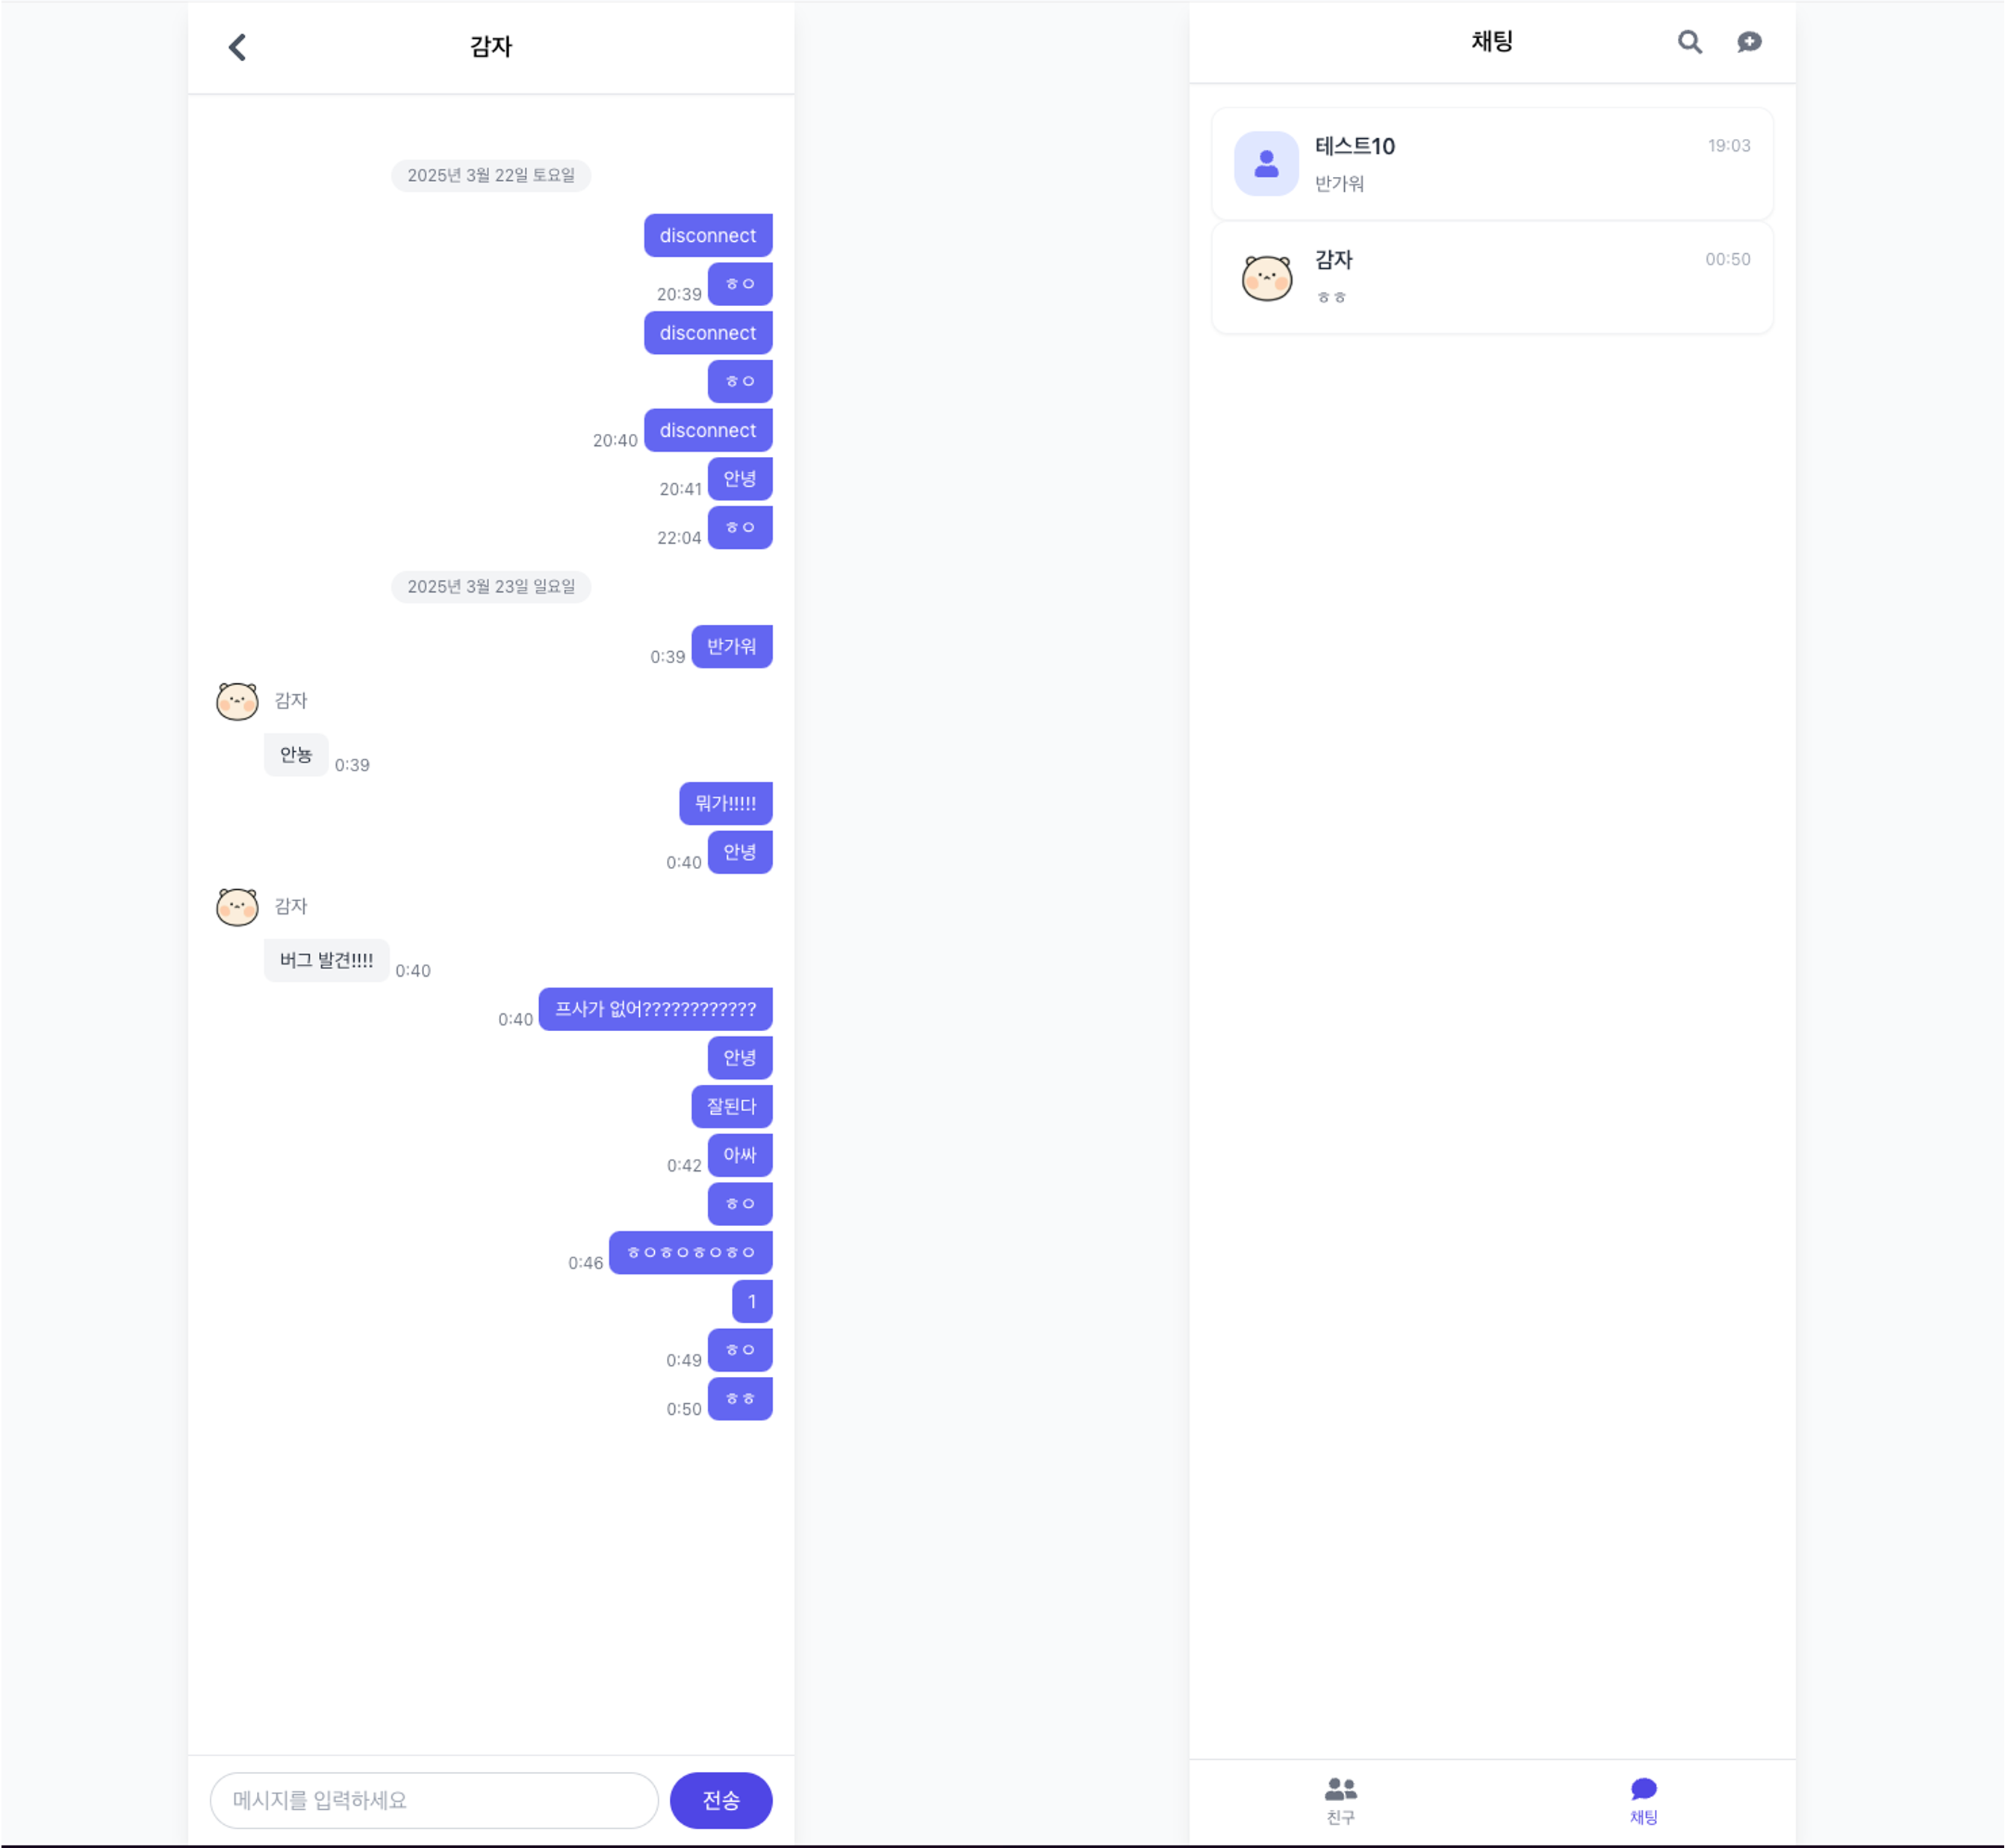 감자
2025년 3월 22일 토요일
disconnect
20:39 ㅎㅇ
disconnect
ㅎㅇ
20:40 disconnect
20:41 안녕
22:04 ㅎㅇ
2025년 3월 23일 일요일
0:39 반가워
감자
안뇽 0:39
뭐가!!!!!
0:40 안녕
감자
버그 발견!!!! 0:40
0:40 프사가 없어????????????
안녕
잘된다
0:42 아싸
ㅎㅇ
0:46 ㅎㅇㅎㅇㅎㅇㅎㅇ
1
0:49 ㅎㅇ
0:50 ㅎㅎ
메시지를 입력하세요 전송
채팅
테스트10 19:03
반가워
감자 00:50
ㅎㅎ
친구 채팅